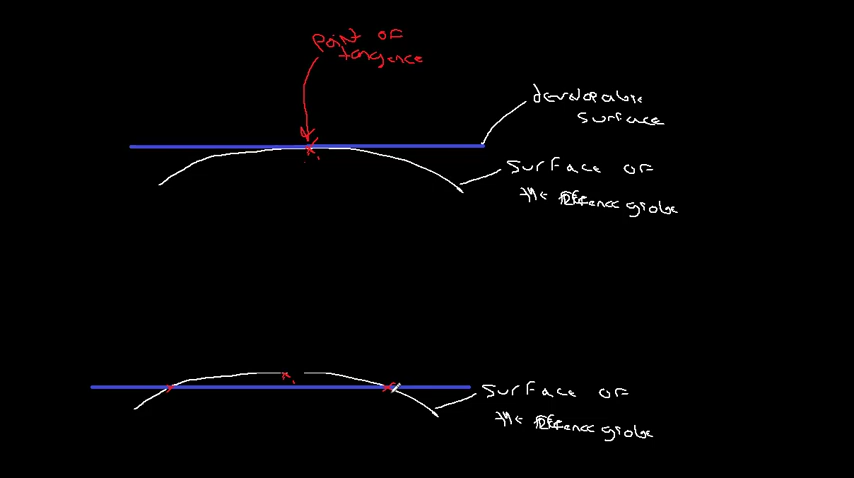 point of
tangence
developable
surface
surface of
the reference globe
surface of
the reference globe